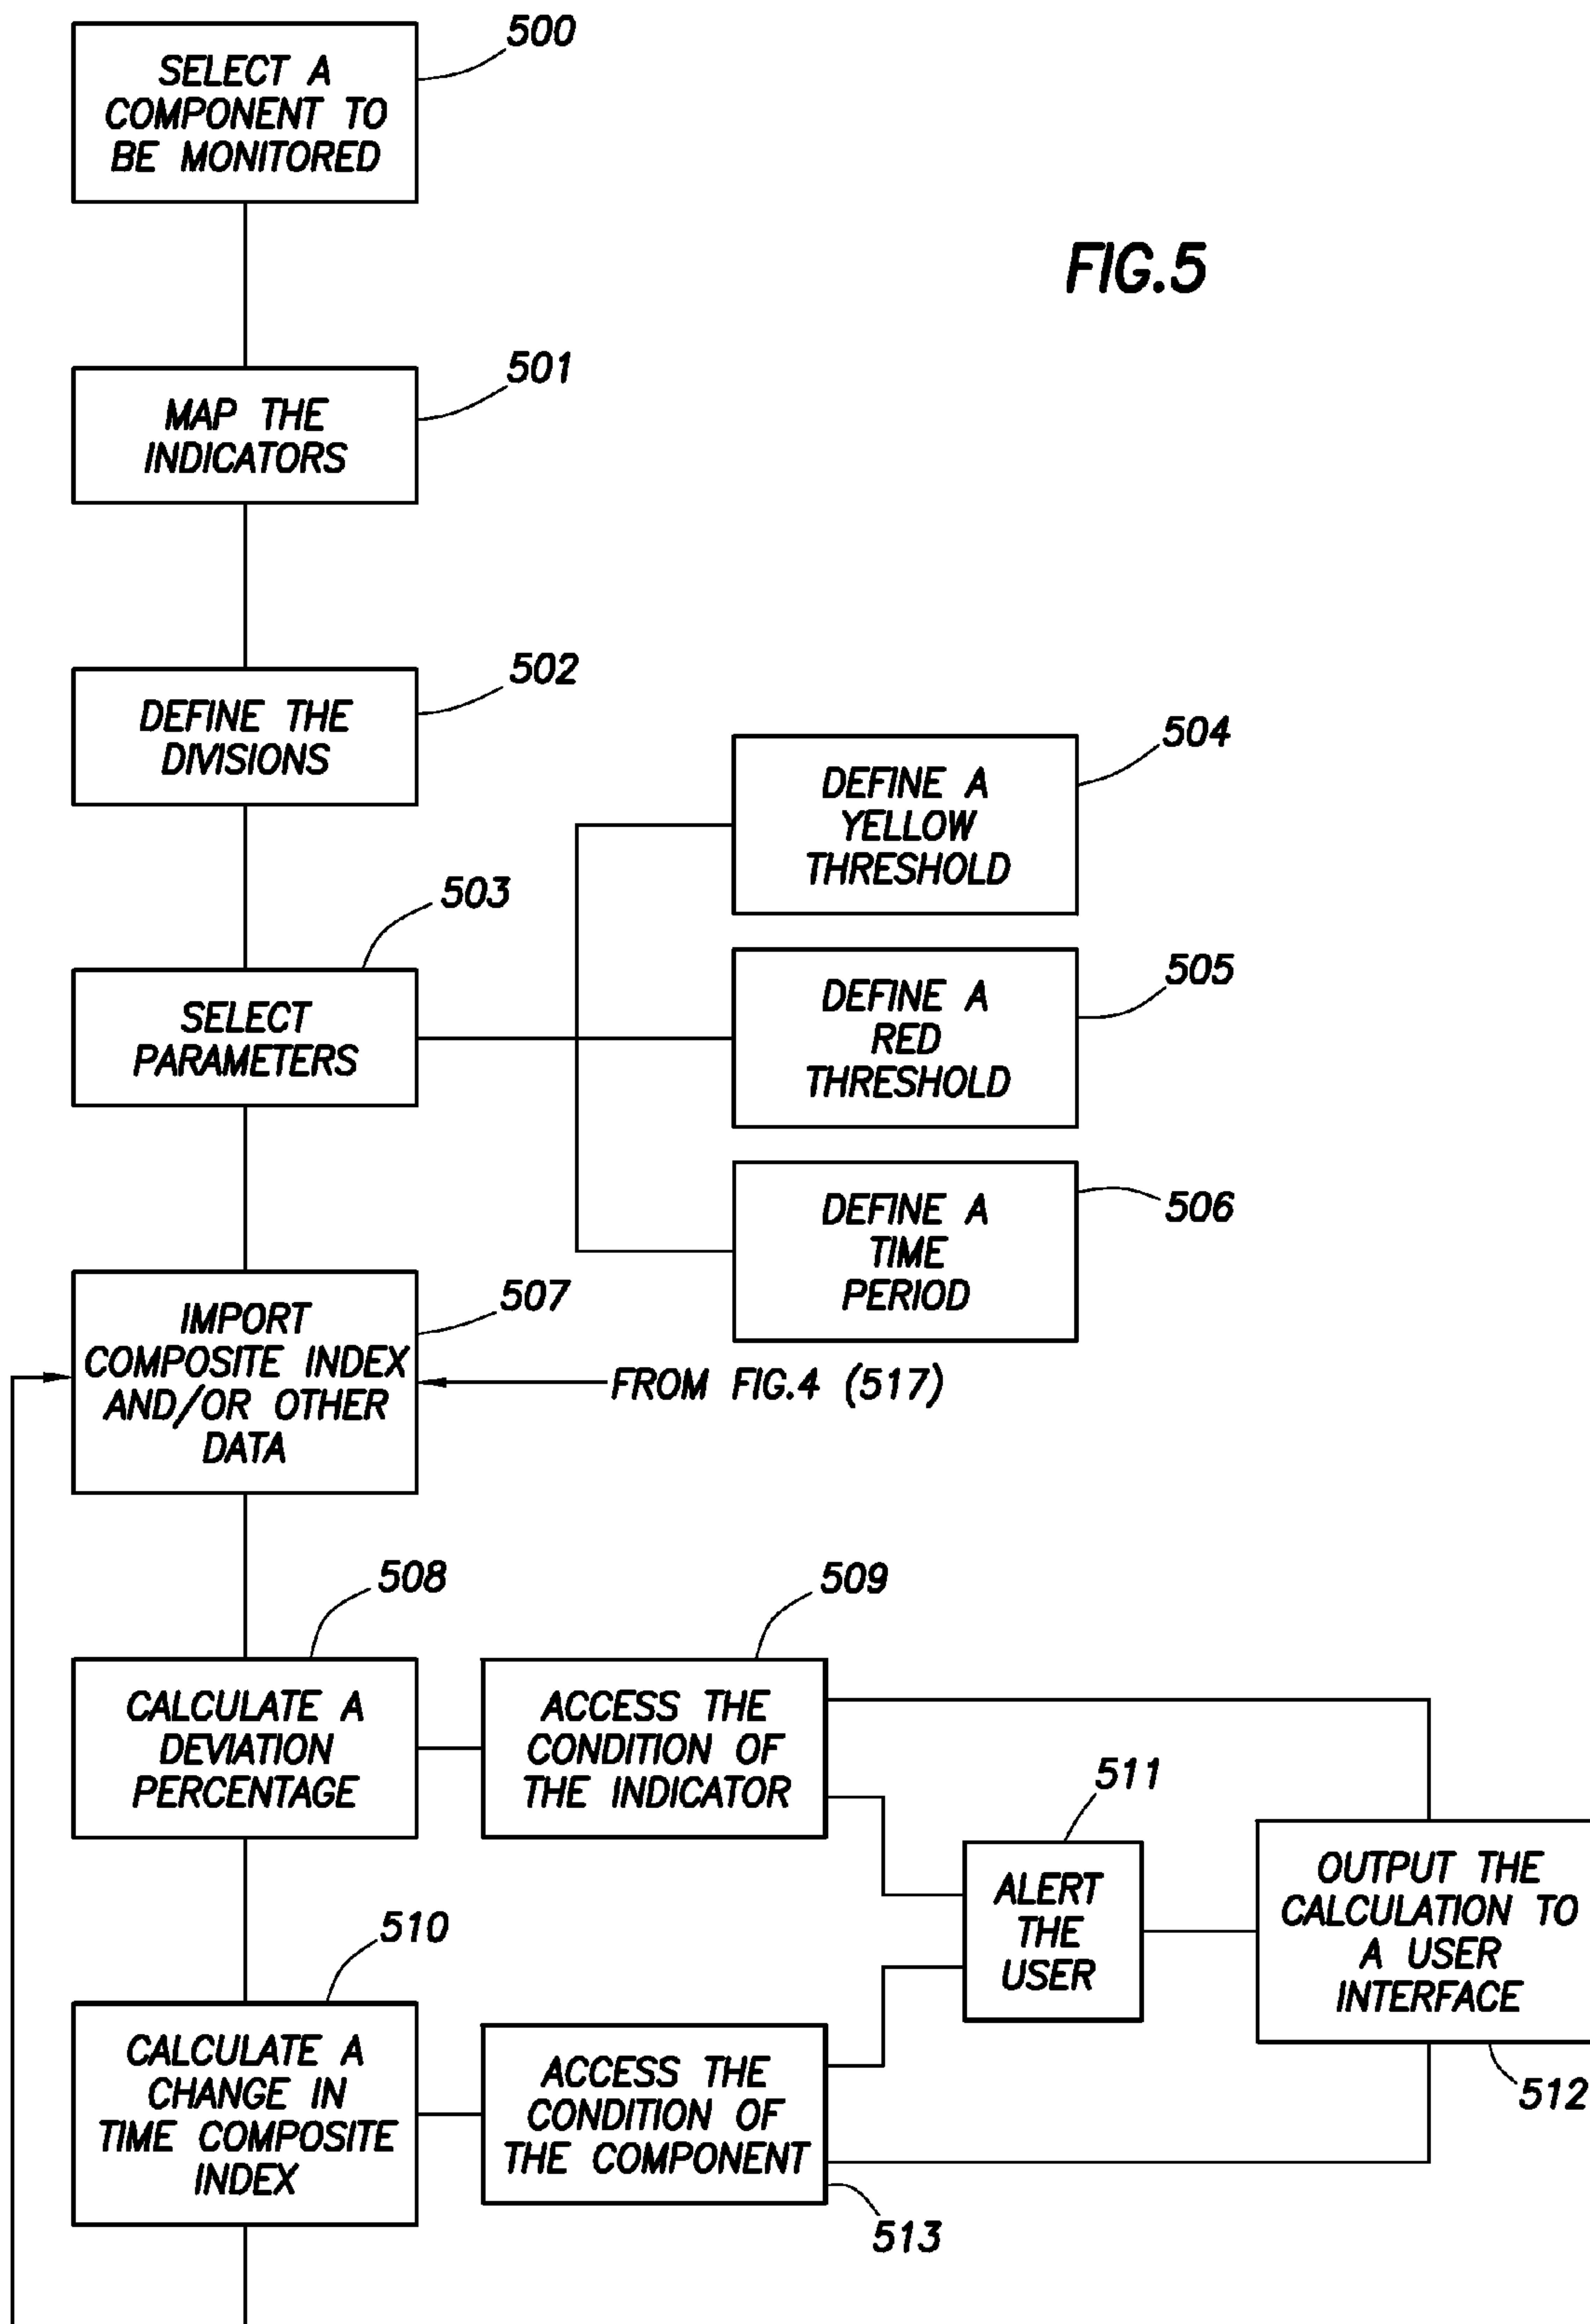 500
SELECT A
COMPONENT TO
BE MONITORED
FIG.5
501
MAP THE
INDICATORS
502
DEFINE THE
DIVISIONS
504
DEFINE A
YELLOW
THRESHOLD
503
SELECT
PARAMETERS
505
DEFINE A
RED
THRESHOLD
506
DEFINE A
TIME
PERIOD
507
IMPORT
COMPOSITE INDEX
AND/OR OTHER
DATA
FROM FIG.4 (517)
508
CALCULATE A
DEVIATION
PERCENTAGE
509
ACCESS THE
CONDITION OF
THE INDICATOR
511
ALERT
THE
USER
OUTPUT THE
CALCULATION TO
A USER
INTERFACE
512
510
CALCULATE A
CHANGE IN
TIME COMPOSITE
INDEX
ACCESS THE
CONDITION OF
THE COMPONENT
513